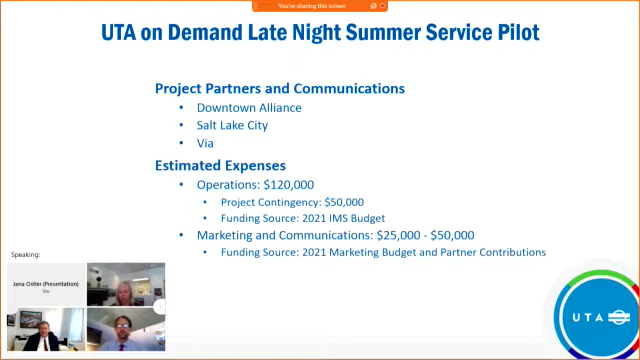 You're sharing this screen
UTA on Demand Late Night Summer Service Pilot
Project Partners and Communications
• Downtown Alliance
• Salt Lake City
• Via
Estimated Expenses
• Operations: $120,000
• Project Contingency: $50,000
• Funding Source: 2021 IMS Budget
• Marketing and Communications: $25,000 - $50,000
• Funding Source: 2021 Marketing Budget and Partner Contributions
Speaking:
Jana Ostler (Presentation)
Me
UTA